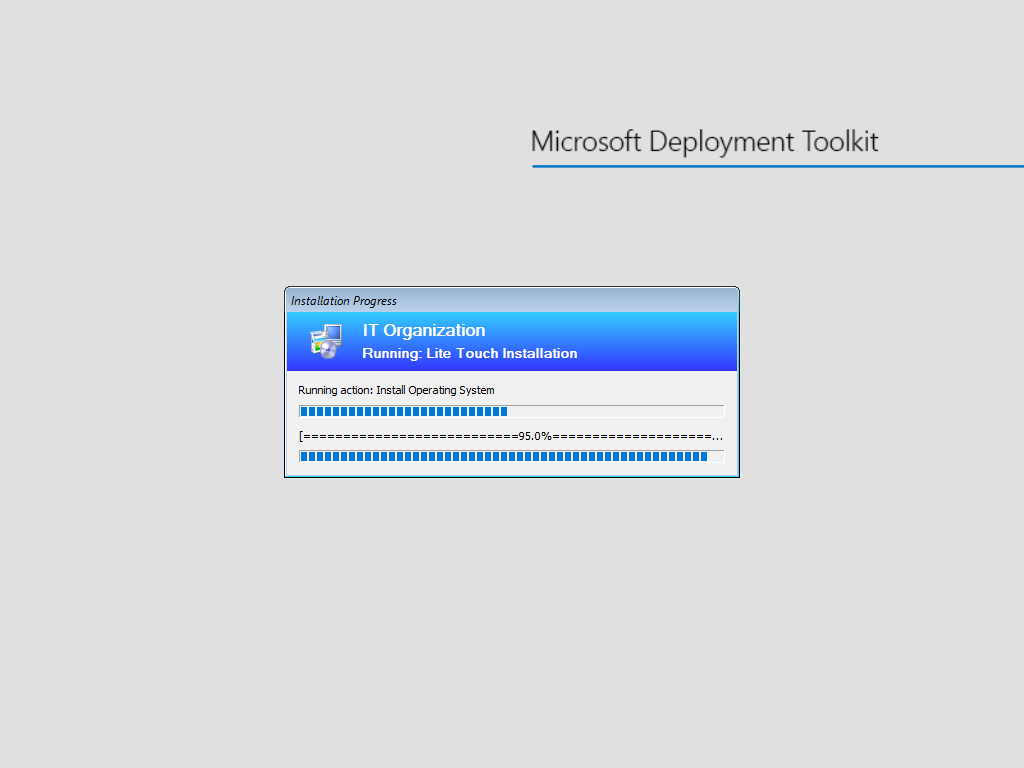 Microsoft Deployment Toolkit
Installation Progress
IT Organization
Running: Lite Touch Installation
Running action: Install Operating System
[===========================95.0%====================...